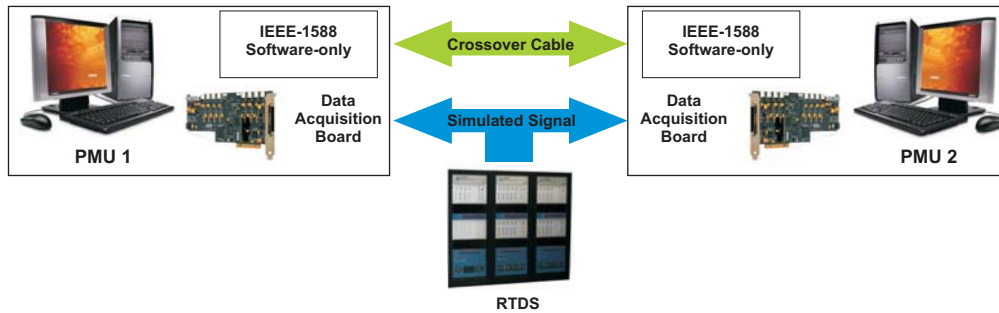 IEEE-1588
Software-only
Data
Acquisition
Board
PMU 1
Crossover Cable
Simulated Signal
IEEE-1588
Software-only
Data
Acquisition
Board
PMU 2
RTDS